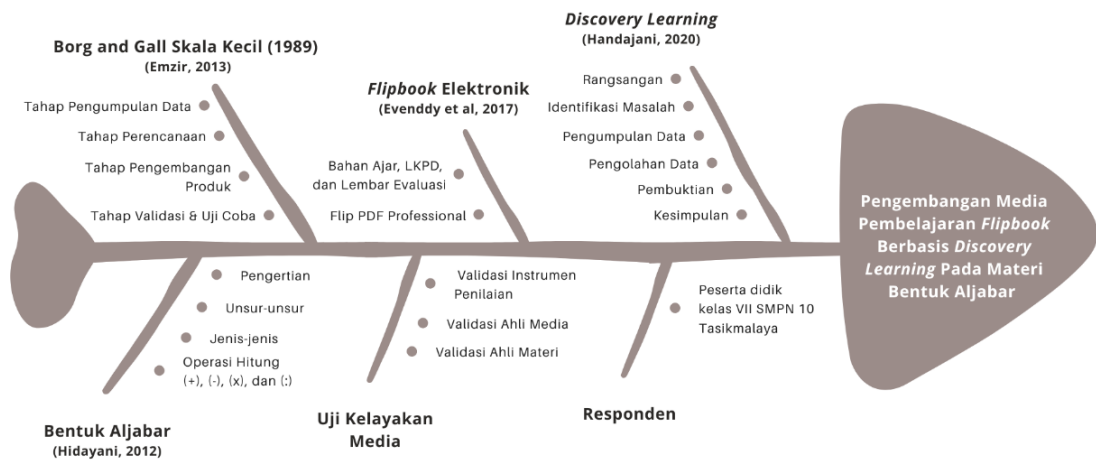 Borg and Gall Skala Kecil (1989)
(Emzir, 2013)
Tahap Pengumpulan Data
Tahap Perencanaan
Tahap Pengembangan
Produk
Tahap Validasi & Uji Coba
Flipbook Elektronik
(Evenddy et al, 2017)
Bahan Ajar, LKPD,
dan Lembar Evaluasi
Flip PDF Professional
Discovery Learning
(Handajani, 2020)
Rangsangan
Identifikasi Masalah
Pengumpulan Data
Pengolahan Data
Pembuktian
Kesimpulan
Pengembangan Media
Pembelajaran Flipbook
Berbasis Discovery
Learning Pada Materi
Bentuk Aljabar
Pengertian
Unsur-unsur
Jenis-jenis
Operasi Hitung
(+), (-), (x), dan (:)
Bentuk Aljabar
(Hidayani, 2012)
Validasi Instrumen
Penilaian
Validasi Ahli Media
Validasi Ahli Materi
Uji Kelayakan
Media
Peserta didik
kelas VII SMPN 10
Tasikmalaya
Responden